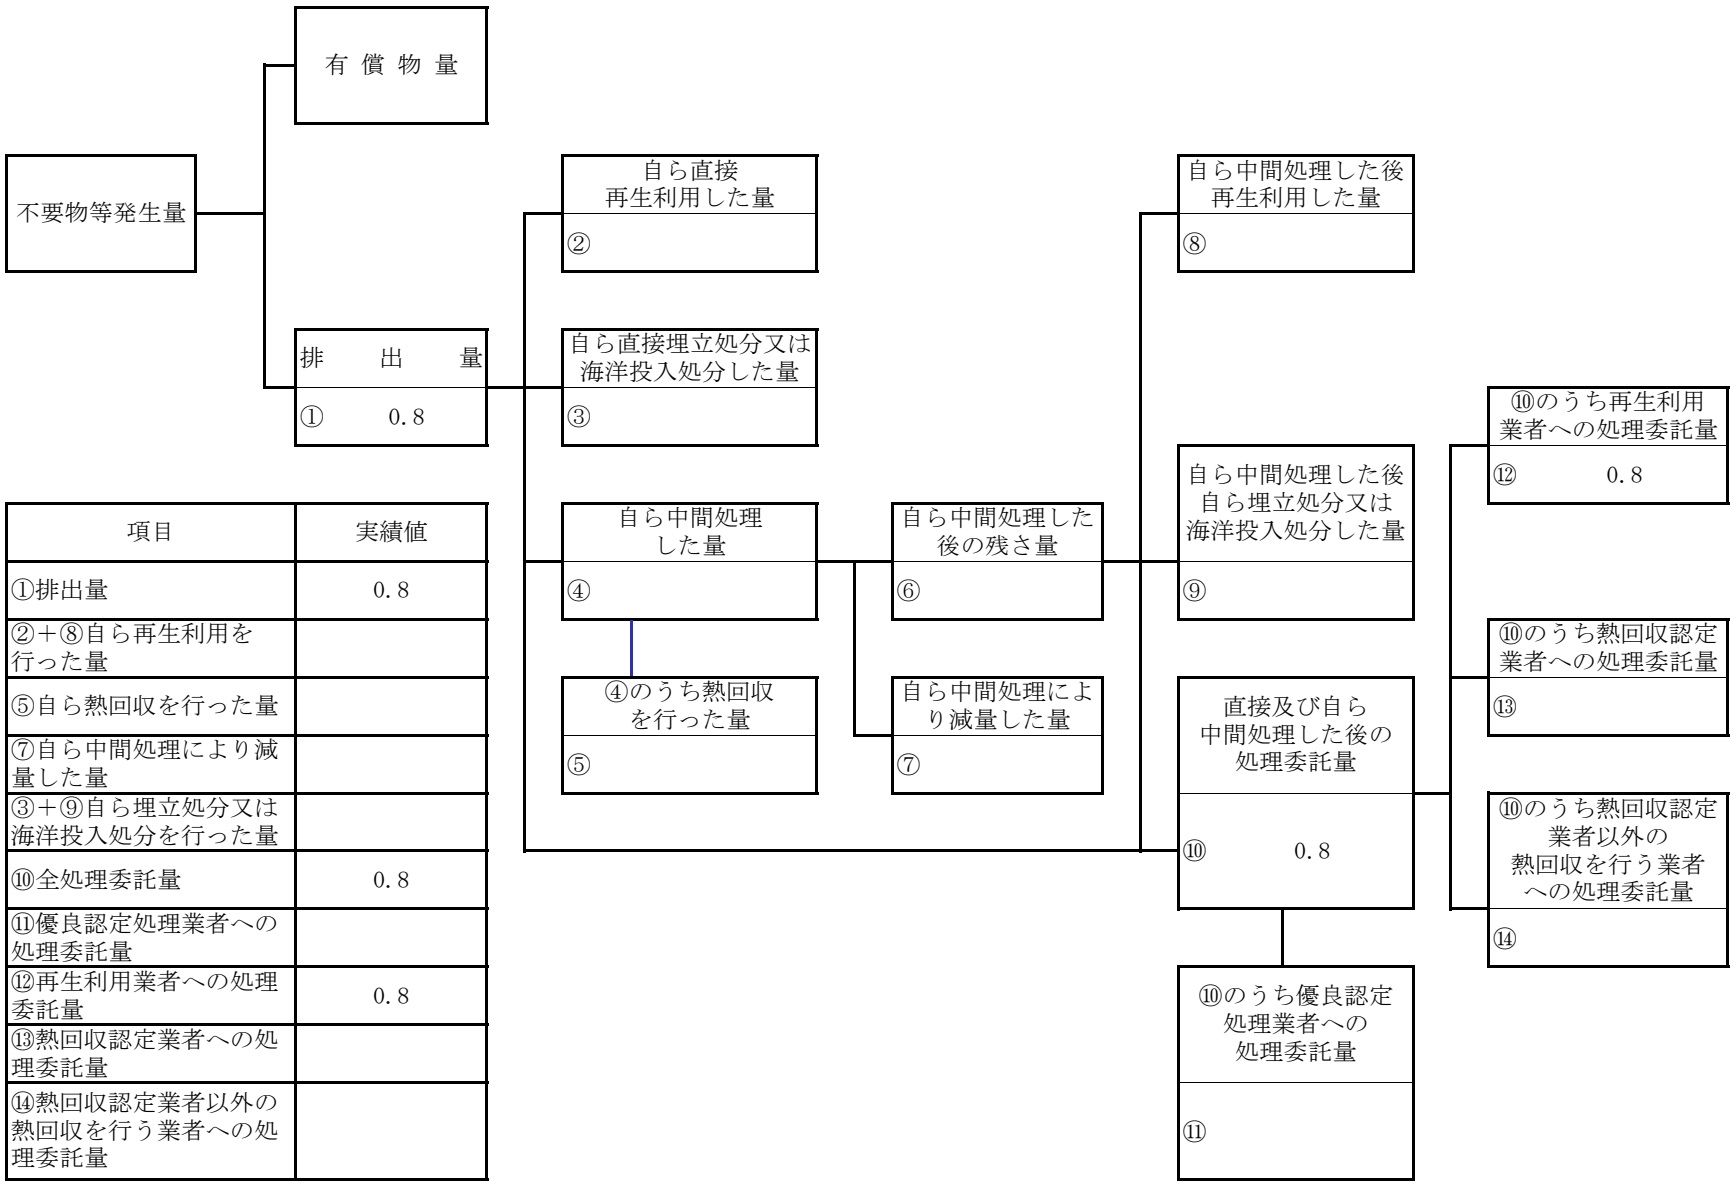 有償物量
不要物等発生量
排出量
① 0.8
自ら直接
再生利用した量
②
自ら直接埋立処分又は
海洋投入処分した量
③
自ら中間処理
した量
④
④のうち熱回収
を行った量
⑤
自ら中間処理した
後の残さ量
⑥
自ら中間処理によ
り減量した量
⑦
自ら中間処理した後
再生利用した量
⑧
自ら中間処理した後
自ら埋立処分又は
海洋投入処分した量
⑨
直接及び自ら
中間処理した後の
処理委託量
⑩ 0.8
⑩のうち優良認定
処理業者への
処理委託量
⑪
⑩のうち再生利用
業者への処理委託量
⑫ 0.8
⑩のうち熱回収認定
業者への処理委託量
⑬
⑩のうち熱回収認定
業者以外の
熱回収を行う業者
への処理委託量
⑭
項目 実績値
①排出量 0.8
②+⑧自ら再生利用を
行った量
⑤自ら熱回収を行った量
⑦自ら中間処理により減
量した量
③+⑨自ら埋立処分又は
海洋投入処分を行った量
⑩全処理委託量 0.8
⑪優良認定処理業者への
処理委託量
⑫再生利用業者への処理
委託量 0.8
⑬熱回収認定業者への処
理委託量
⑭熱回収認定業者以外の
熱回収を行う業者への処
理委託量